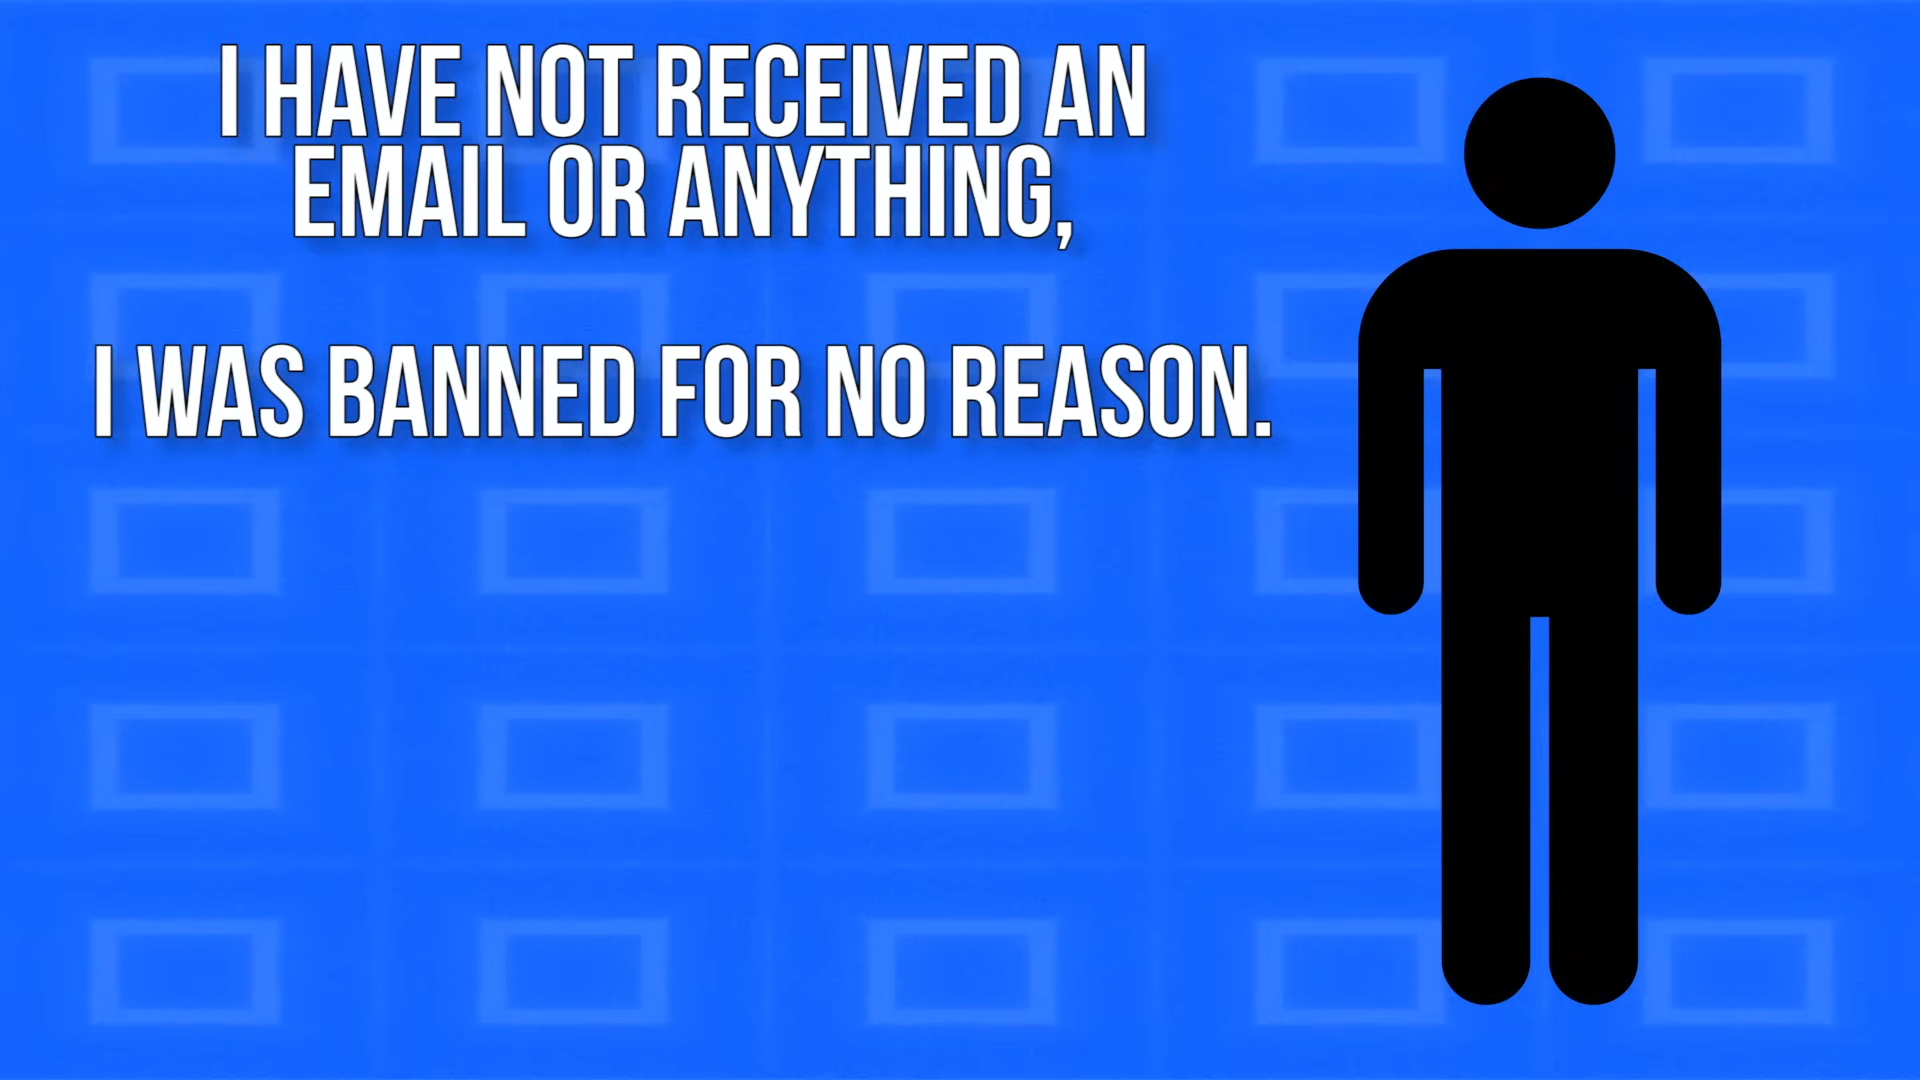 I HAVE NOT RECEIVED AN
EMAIL OR ANYTHING,
I WAS BANNED FOR NO REASON.